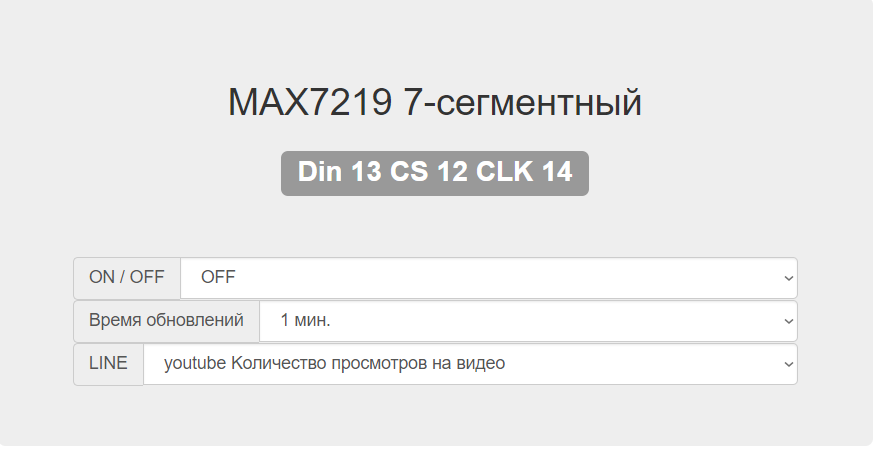 MAX7219 7-сегментный
Din 13 CS 12 CLK 14
ON / OFF OFF
Время обновлений 1 мин.
LINE youtube Количество просмотров на видео